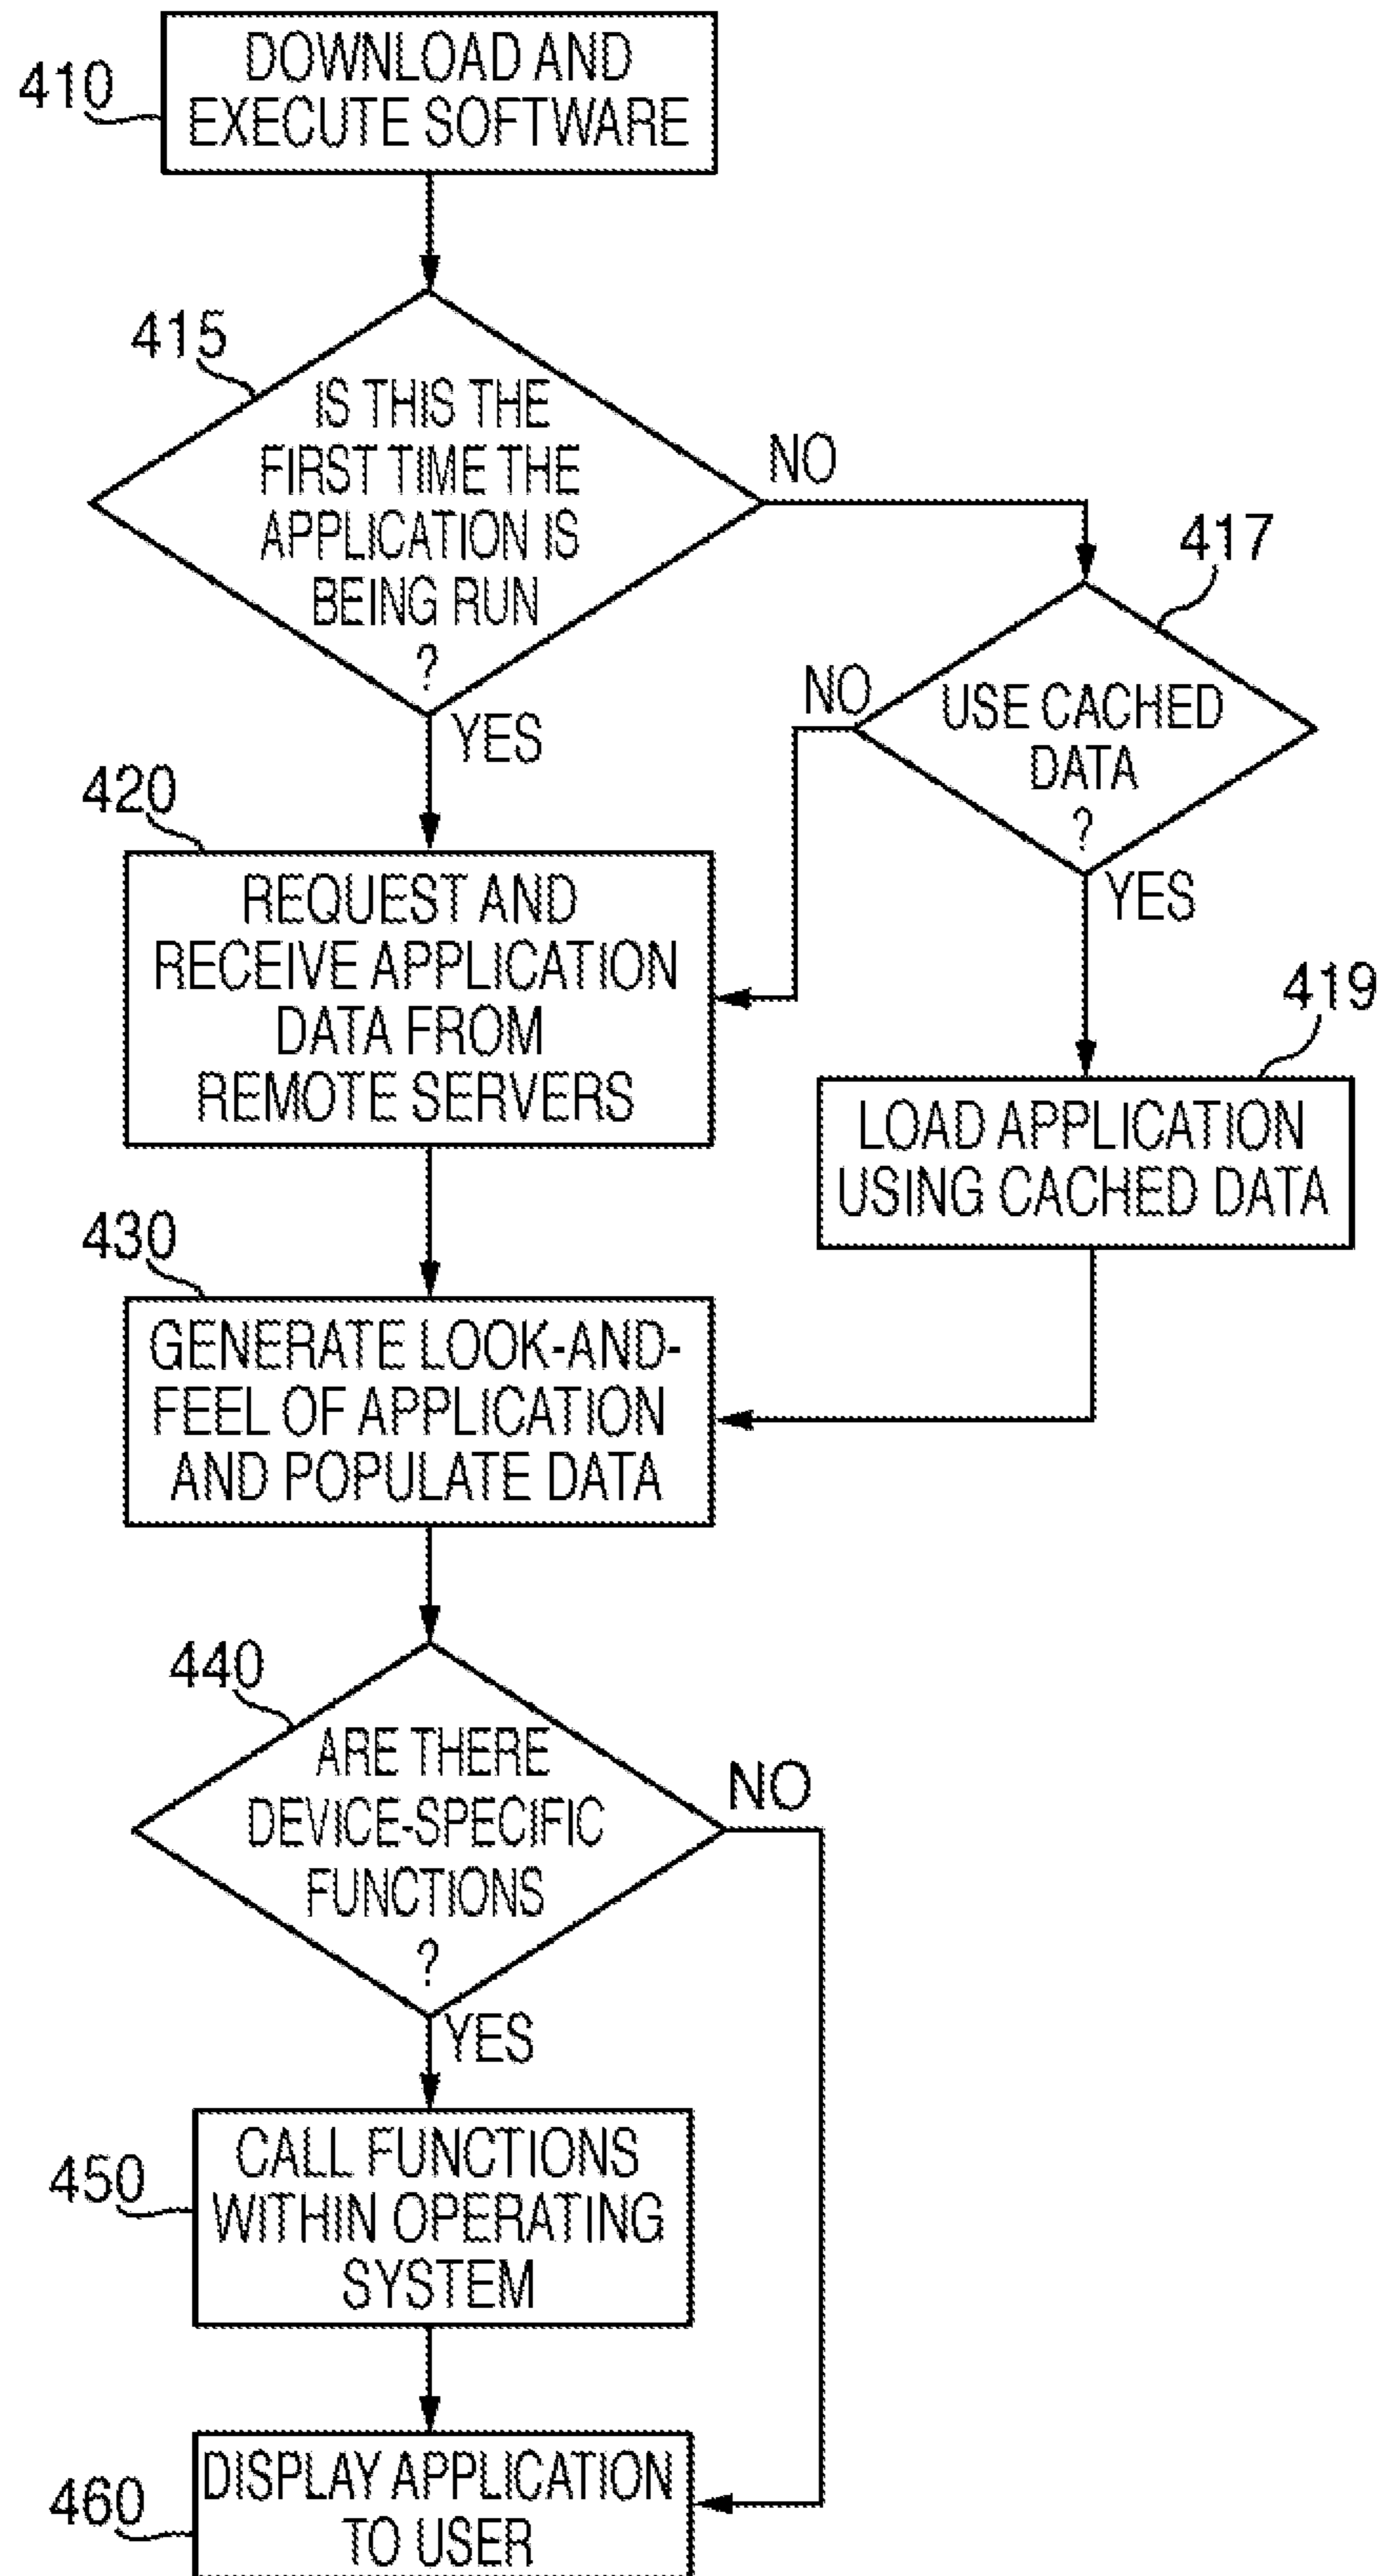 410
DOWNLOAD AND
EXECUTE SOFTWARE
415
IS THIS THE
FIRST TIME THE
APPLICATION IS
BEING RUN
?
NO
YES
417
USE CACHED
DATA
?
NO
YES
420
REQUEST AND
RECEIVE APPLICATION
DATA FROM
REMOTE SERVERS
419
LOAD APPLICATION
USING CACHED DATA
430
GENERATE LOOK-AND-
FEEL OF APPLICATION
AND POPULATE DATA
440
ARE THERE
DEVICE-SPECIFIC
FUNCTIONS
?
NO
YES
450
CALL FUNCTIONS
WITHIN OPERATING
SYSTEM
460
DISPLAY APPLICATION
TO USER